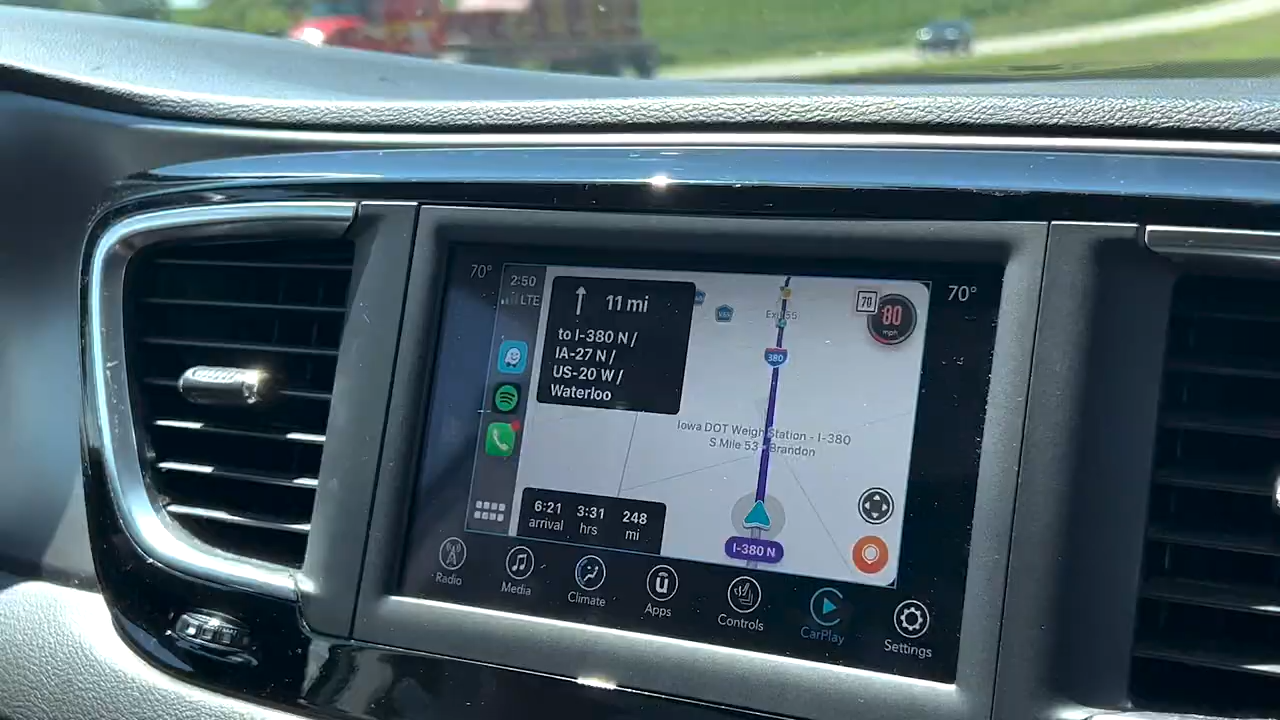 70°
2:50
LTE
11 mi
to I-380 N /
IA-27 N /
US-20 W /
Waterloo
Exit 55
380
70
80
mph
70°
Iowa DOT Weigh Station - I-380
S Mile 53 - Brandon
6:21
arrival
3:31
hrs
248
mi
I-380 N
Radio
Media
Climate
Apps
Controls
CarPlay
Settings